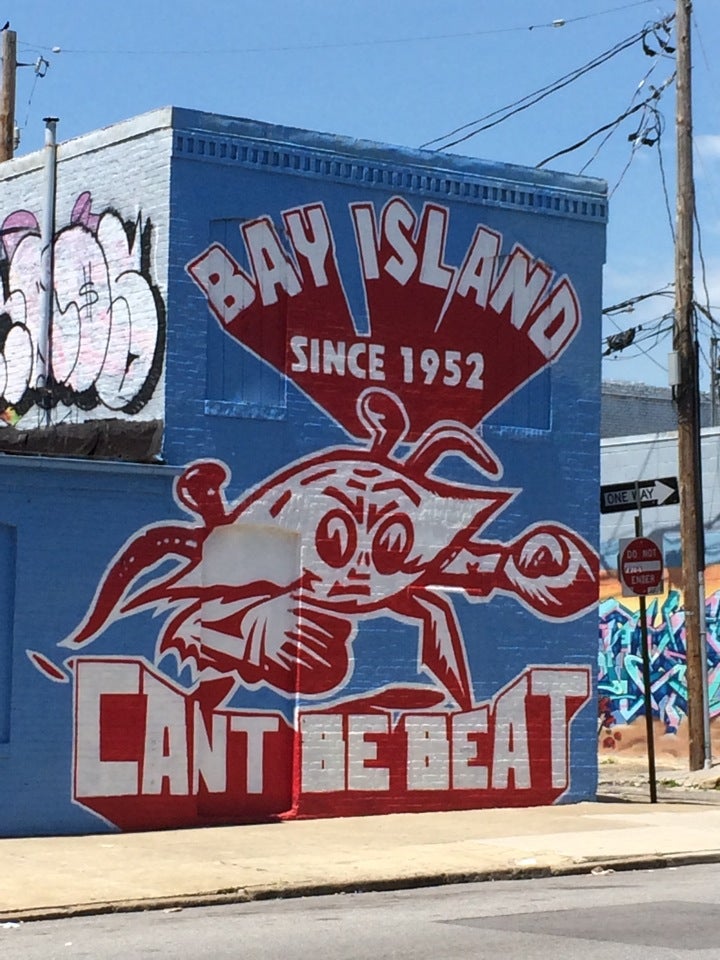 BAY ISLAND
SINCE 1952
CANT BE BEAT
ONE WAY
DO NOT
ENTER